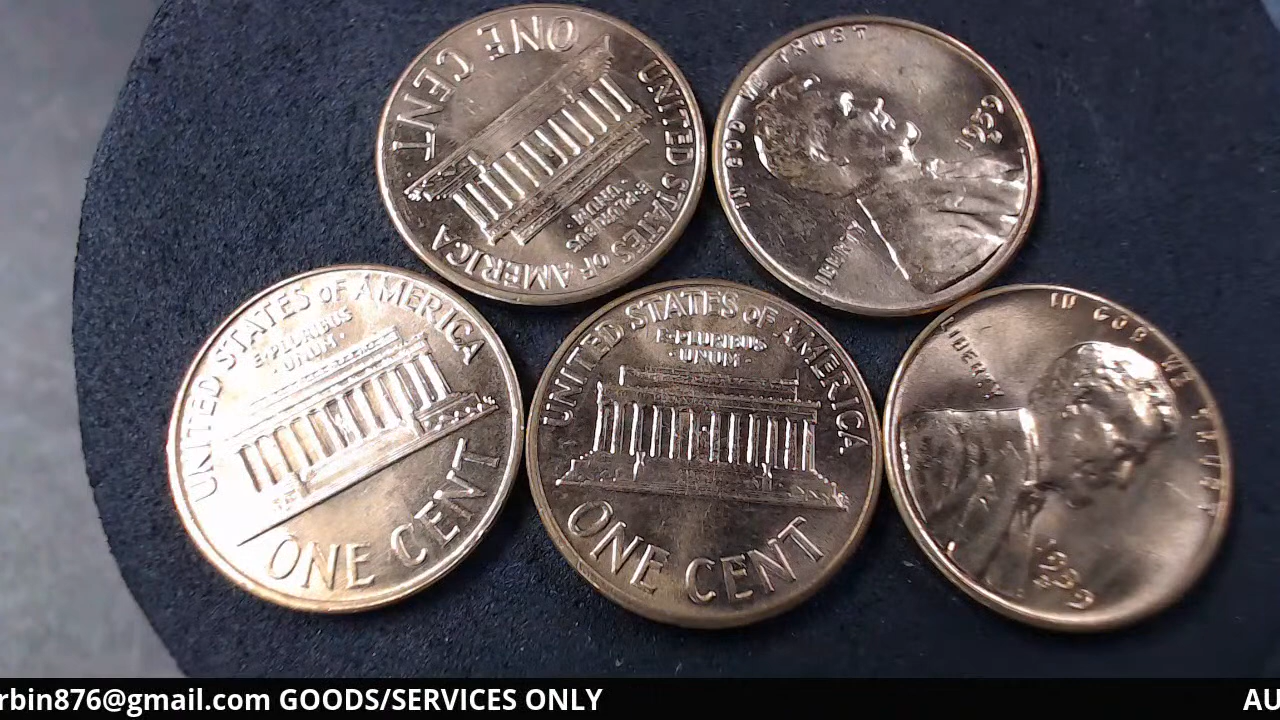 ONE CENT
UNITED STATES OF AMERICA
E·PLURIBUS
·UNUM·
IN GOD WE TRUST
LIBERTY
1959
D
UNITED STATES OF AMERICA
E·PLURIBUS
·UNUM·
ONE CENT
UNITED STATES OF AMERICA
E·PLURIBUS
·UNUM·
ONE CENT
IN GOD WE TRUST
LIBERTY
1959
D
rbin876@gmail.com GOODS/SERVICES ONLY
AU